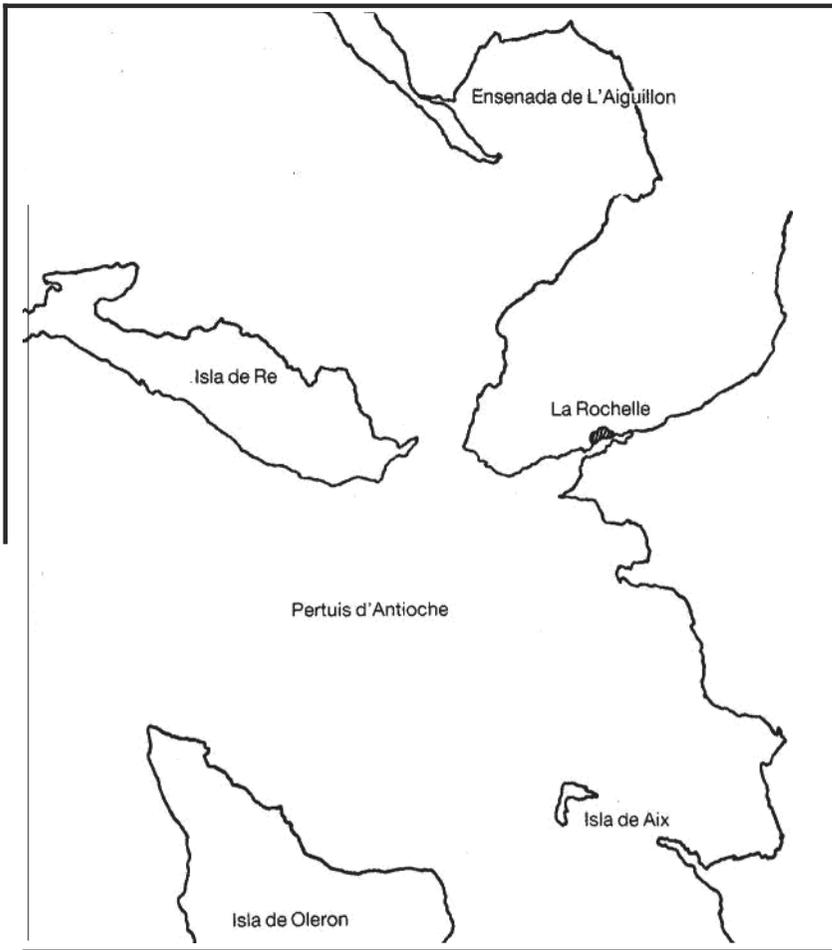 Ensenada de L'Aiguillon
Isla de Re
La Rochelle
Pertuis d'Antioche
Isla de Aix
Isla de Oleron